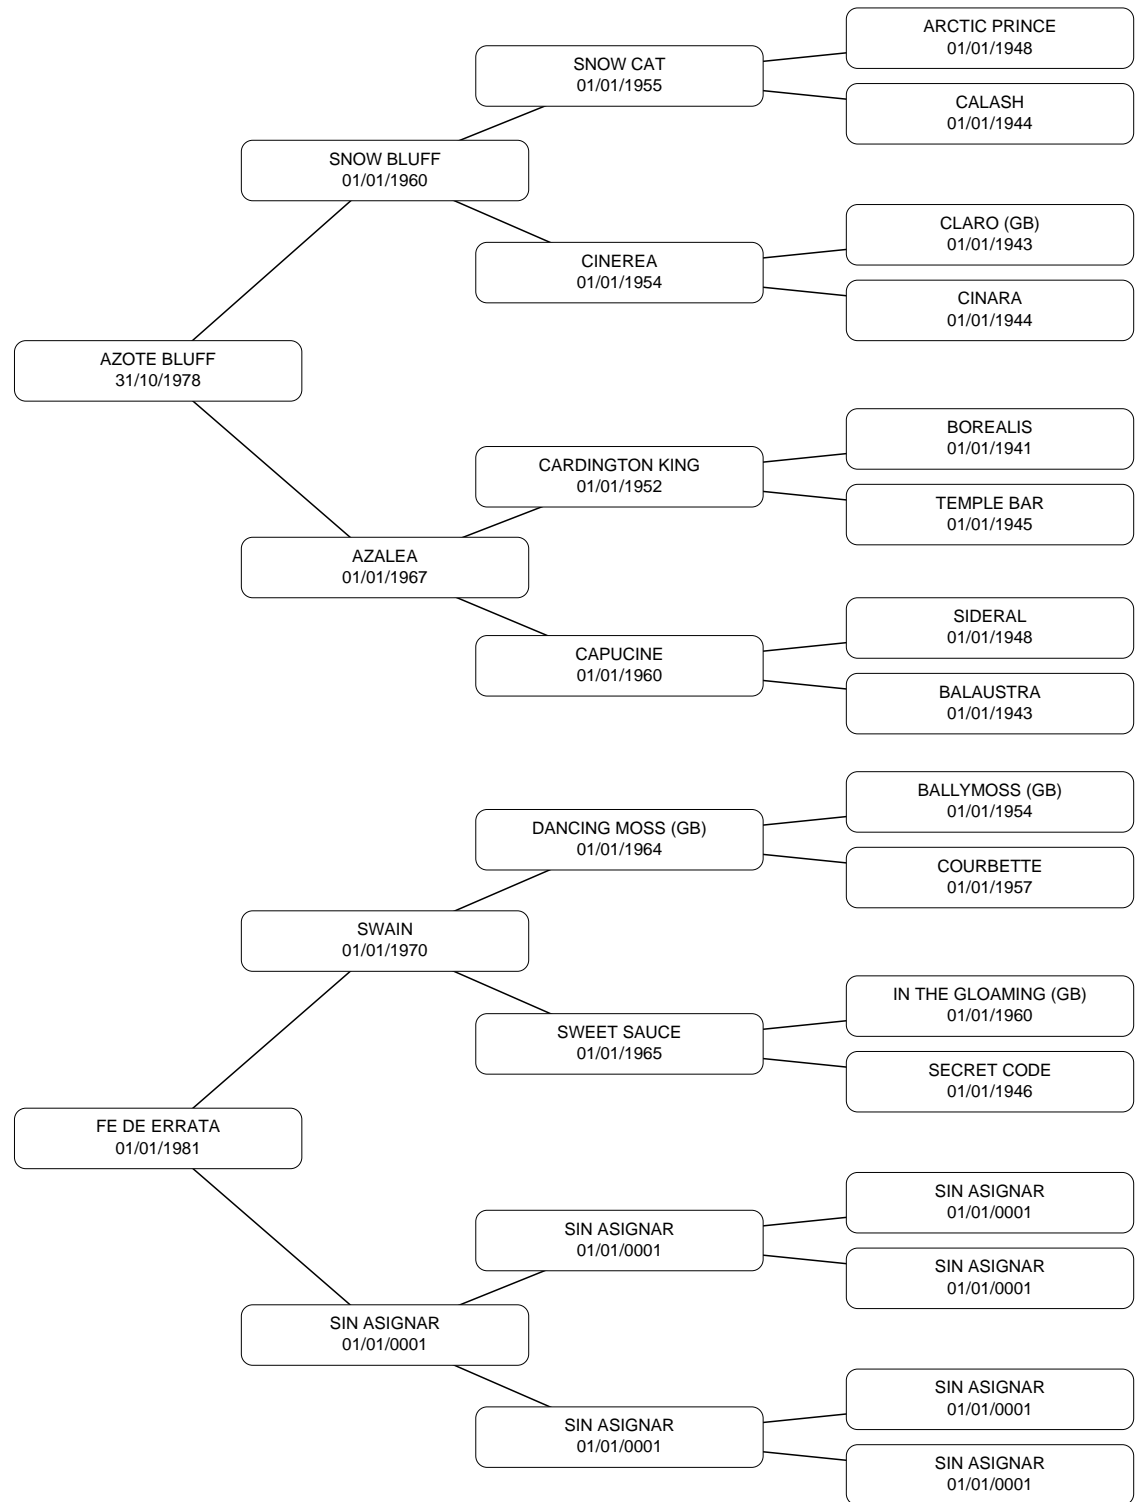 ARCTIC PRINCE
01/01/1948
SNOW CAT
01/01/1955
CALASH
01/01/1944
SNOW BLUFF
01/01/1960
CLARO (GB)
01/01/1943
CINEREA
01/01/1954
CINARA
01/01/1944
AZOTE BLUFF
31/10/1978
BOREALIS
01/01/1941
CARDINGTON KING
01/01/1952
TEMPLE BAR
01/01/1945
AZALEA
01/01/1967
SIDERAL
01/01/1948
CAPUCINE
01/01/1960
BALAUSTRA
01/01/1943
BALLYMOSS (GB)
01/01/1954
DANCING MOSS (GB)
01/01/1964
COURBETTE
01/01/1957
SWAIN
01/01/1970
IN THE GLOAMING (GB)
01/01/1960
SWEET SAUCE
01/01/1965
SECRET CODE
01/01/1946
FE DE ERRATA
01/01/1981
SIN ASIGNAR
01/01/0001
SIN ASIGNAR
01/01/0001
SIN ASIGNAR
01/01/0001
SIN ASIGNAR
01/01/0001
SIN ASIGNAR
01/01/0001
SIN ASIGNAR
01/01/0001
SIN ASIGNAR
01/01/0001